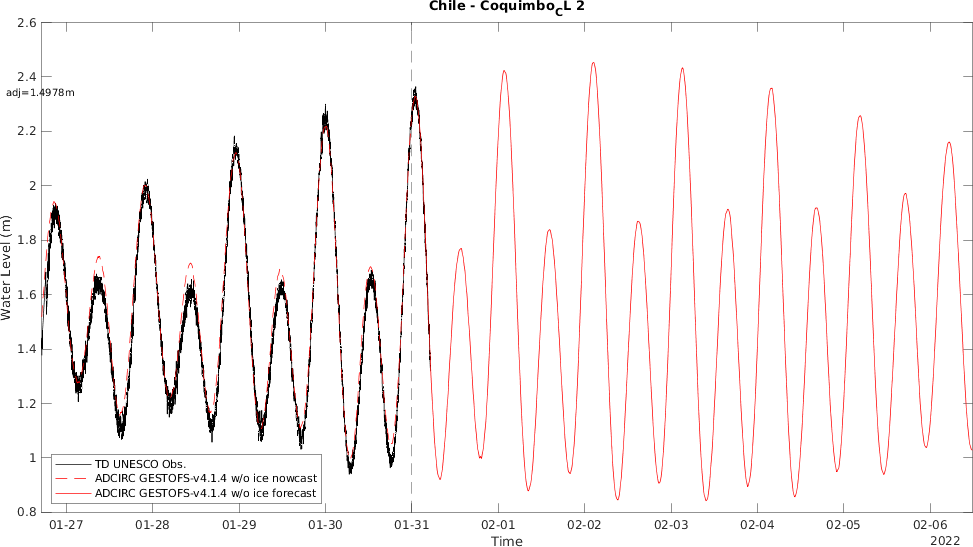 Chile - Coquimbo_CL 2
2.6
2.4
adj=1.4978m
2.2
2
1.8
1.6
1.4
1.2
1
0.8
Water Level (m)
TD UNESCO Obs.
ADCIRC GESTOFS-v4.1.4 w/o ice nowcast
ADCIRC GESTOFS-v4.1.4 w/o ice forecast
01-27 01-28 01-29 01-30 01-31 02-01 02-02 02-03 02-04 02-05 02-06
Time 2022